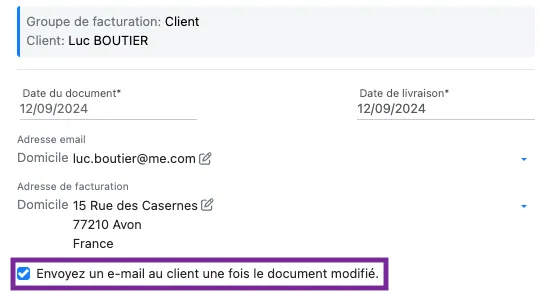 Groupe de facturation: Client
Client: Luc BOUTIER
Date du document*
Date de livraison*
12/09/2024
12/09/2024
Adresse email
Domicile luc.boutier@me.com
Adresse de facturation
Domicile 15 Rue des Casernes
77210 Avon
France
Envoyez un e-mail au client une fois le document modifié.